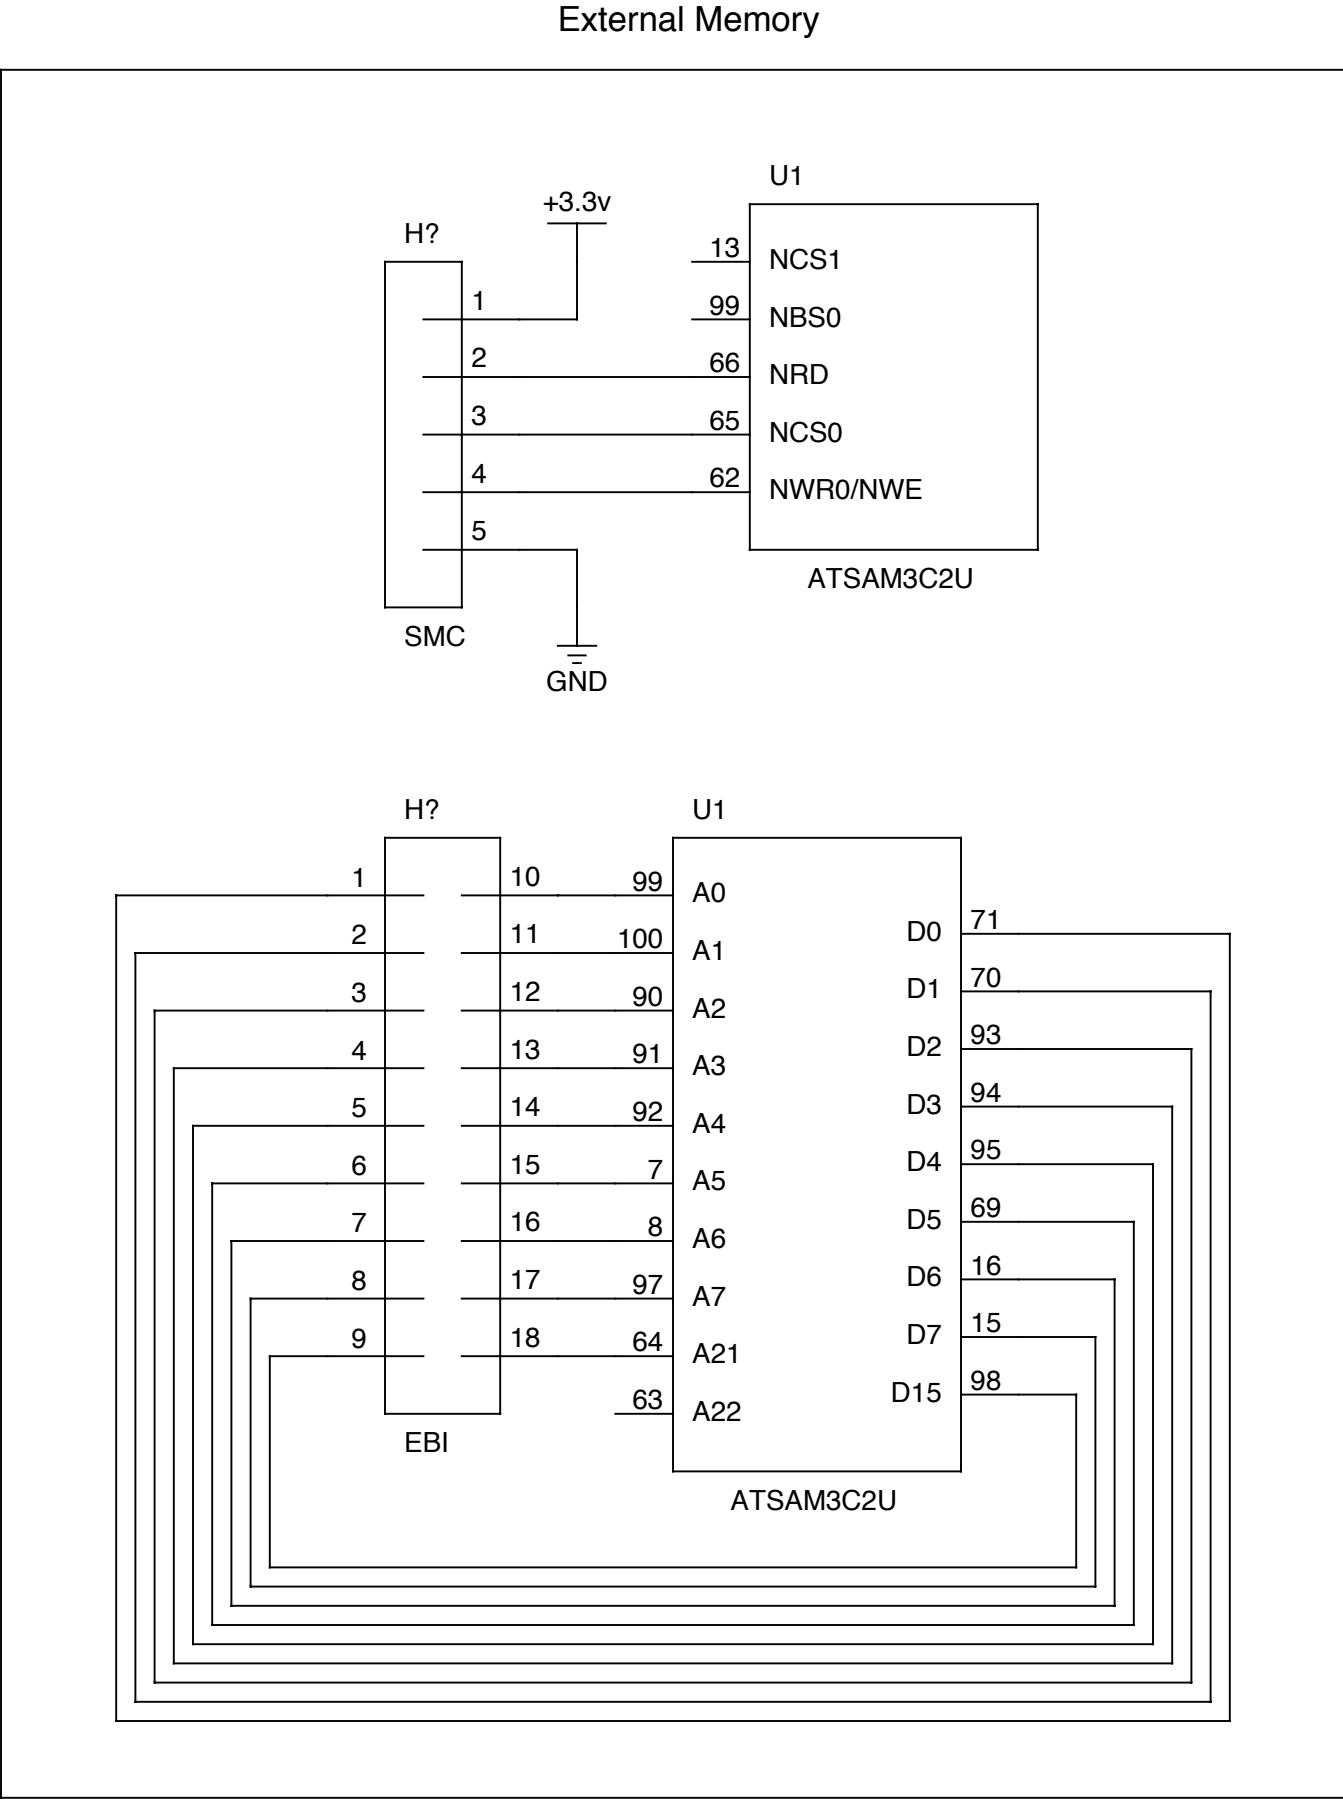 External Memory
U1
+3.3v
H?
13 NCS1
1 99 NBS0
2 66 NRD
3 65 NCS0
4 62 NWR0/NWE
5
ATSAM3C2U
SMC
GND
H? U1
1 10 99 A0
D0 71
2 11 100 A1
D1 70
3 12 90 A2
D2 93
4 13 91 A3
D3 94
5 14 92 A4
D4 95
6 15 7 A5
D5 69
7 16 8 A6
D6 16
8 17 97 A7
D7 15
9 18 64 A21
D15 98
63 A22
EBI
ATSAM3C2U